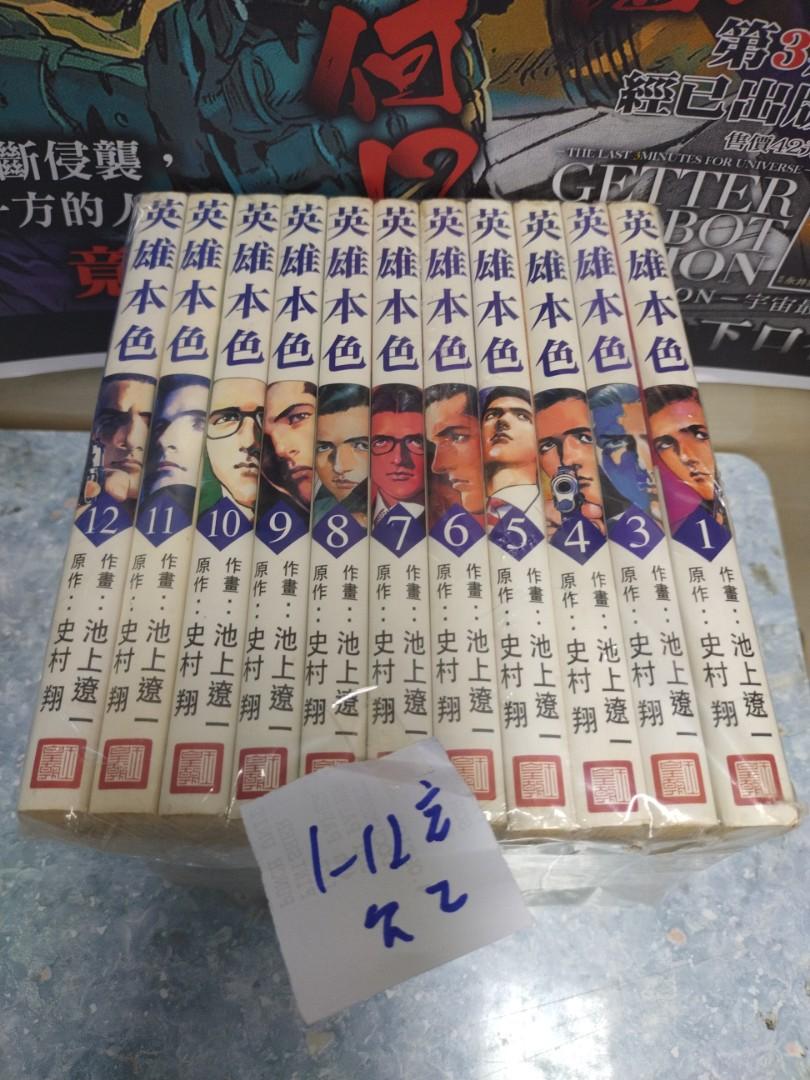 何
!?
斷侵襲，
一方的人
竟
第3
經已出版
售價42元
THE LAST 3MINUTES FOR UNIVERSE
GETTER
ROBOT
ION
ON－宇宙
下口
英雄本色
12
作畫：池上遼一
原作：史村翔
英雄本色
11
作畫：池上遼一
原作：史村翔
英雄本色
10
作畫：池上遼一
原作：史村翔
英雄本色
9
作畫：池上遼一
原作：史村翔
英雄本色
8
作畫：池上遼一
原作：史村翔
英雄本色
7
作畫：池上遼一
原作：史村翔
英雄本色
6
作畫：池上遼一
原作：史村翔
英雄本色
5
作畫：池上遼一
原作：史村翔
英雄本色
4
作畫：池上遼一
原作：史村翔
英雄本色
3
作畫：池上遼一
原作：史村翔
英雄本色
1
作畫：池上遼一
原作：史村翔
1-12完
欠2